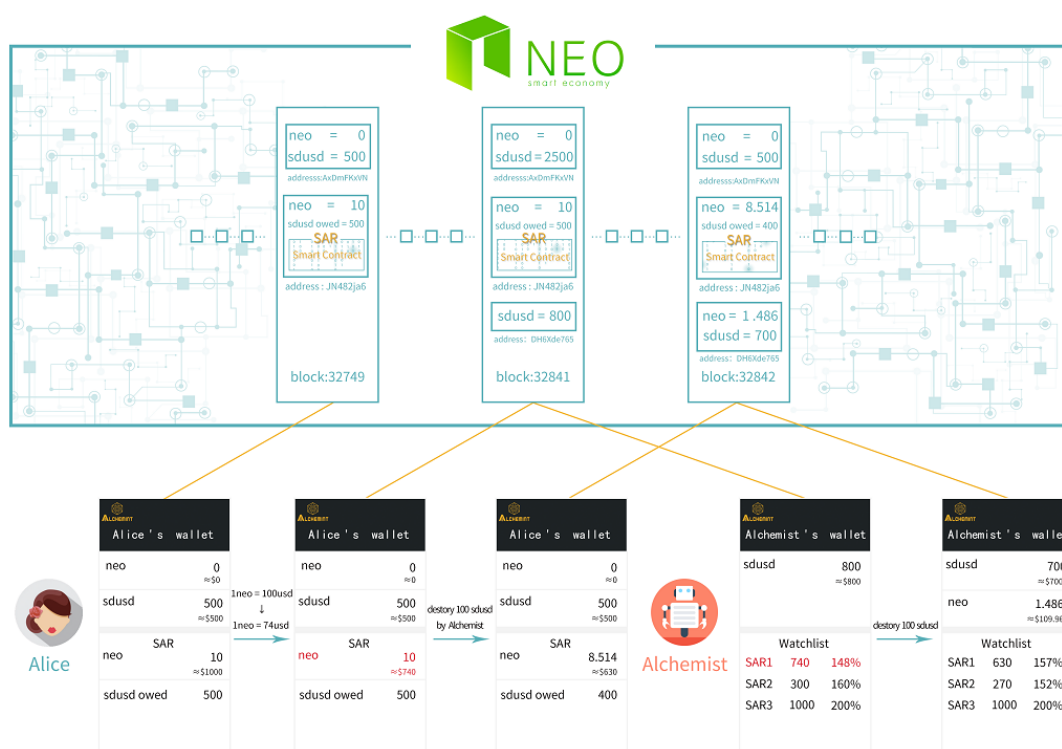 NEO
smart economy
neo = 0
sdusd = 500
addresss:AxDmFKxVN
neo = 10
sdusd owed = 500
SAR
Smart Contract
address : JN482ja6
block:32749
neo = 0
sdusd = 2500
addresss:AxDmFKxVN
neo = 10
sdusd owed = 500
SAR
Smart Contract
address : JN482ja6
sdusd = 800
address: DH6Xde765
block:32841
neo = 0
sdusd = 500
addresss:AxDmFKxVN
neo = 8.514
sdusd owed = 400
SAR
Smart Contract
address : JN482ja6
neo = 1.486
sdusd = 700
address: DH6Xde765
block:32842
Alice
ALCHEMINT
Alice's wallet
neo 0
≈$0
sdusd 500
≈$500
SAR
neo 10
≈$1000
sdusd owed 500
1neo = 100usd
↓
1neo = 74usd
ALCHEMINT
Alice's wallet
neo 0
≈0
sdusd 500
≈$500
SAR
neo 10
≈$740
sdusd owed 500
destory 100 sdusd
by Alchemist
ALCHEMINT
Alice's wallet
neo 0
≈0
sdusd 500
≈$500
SAR
neo 8.514
≈$630
sdusd owed 400
Alchemist
ALCHEMINT
Alchemist's wallet
sdusd 800
≈$800
Watchlist
SAR1 740 148%
SAR2 300 160%
SAR3 1000 200%
destory 100 sdusd
ALCHEMINT
Alchemist's walle
sdusd 700
≈$700
neo 1.486
≈$109.96
Watchlist
SAR1 630 157%
SAR2 270 152%
SAR3 1000 200%